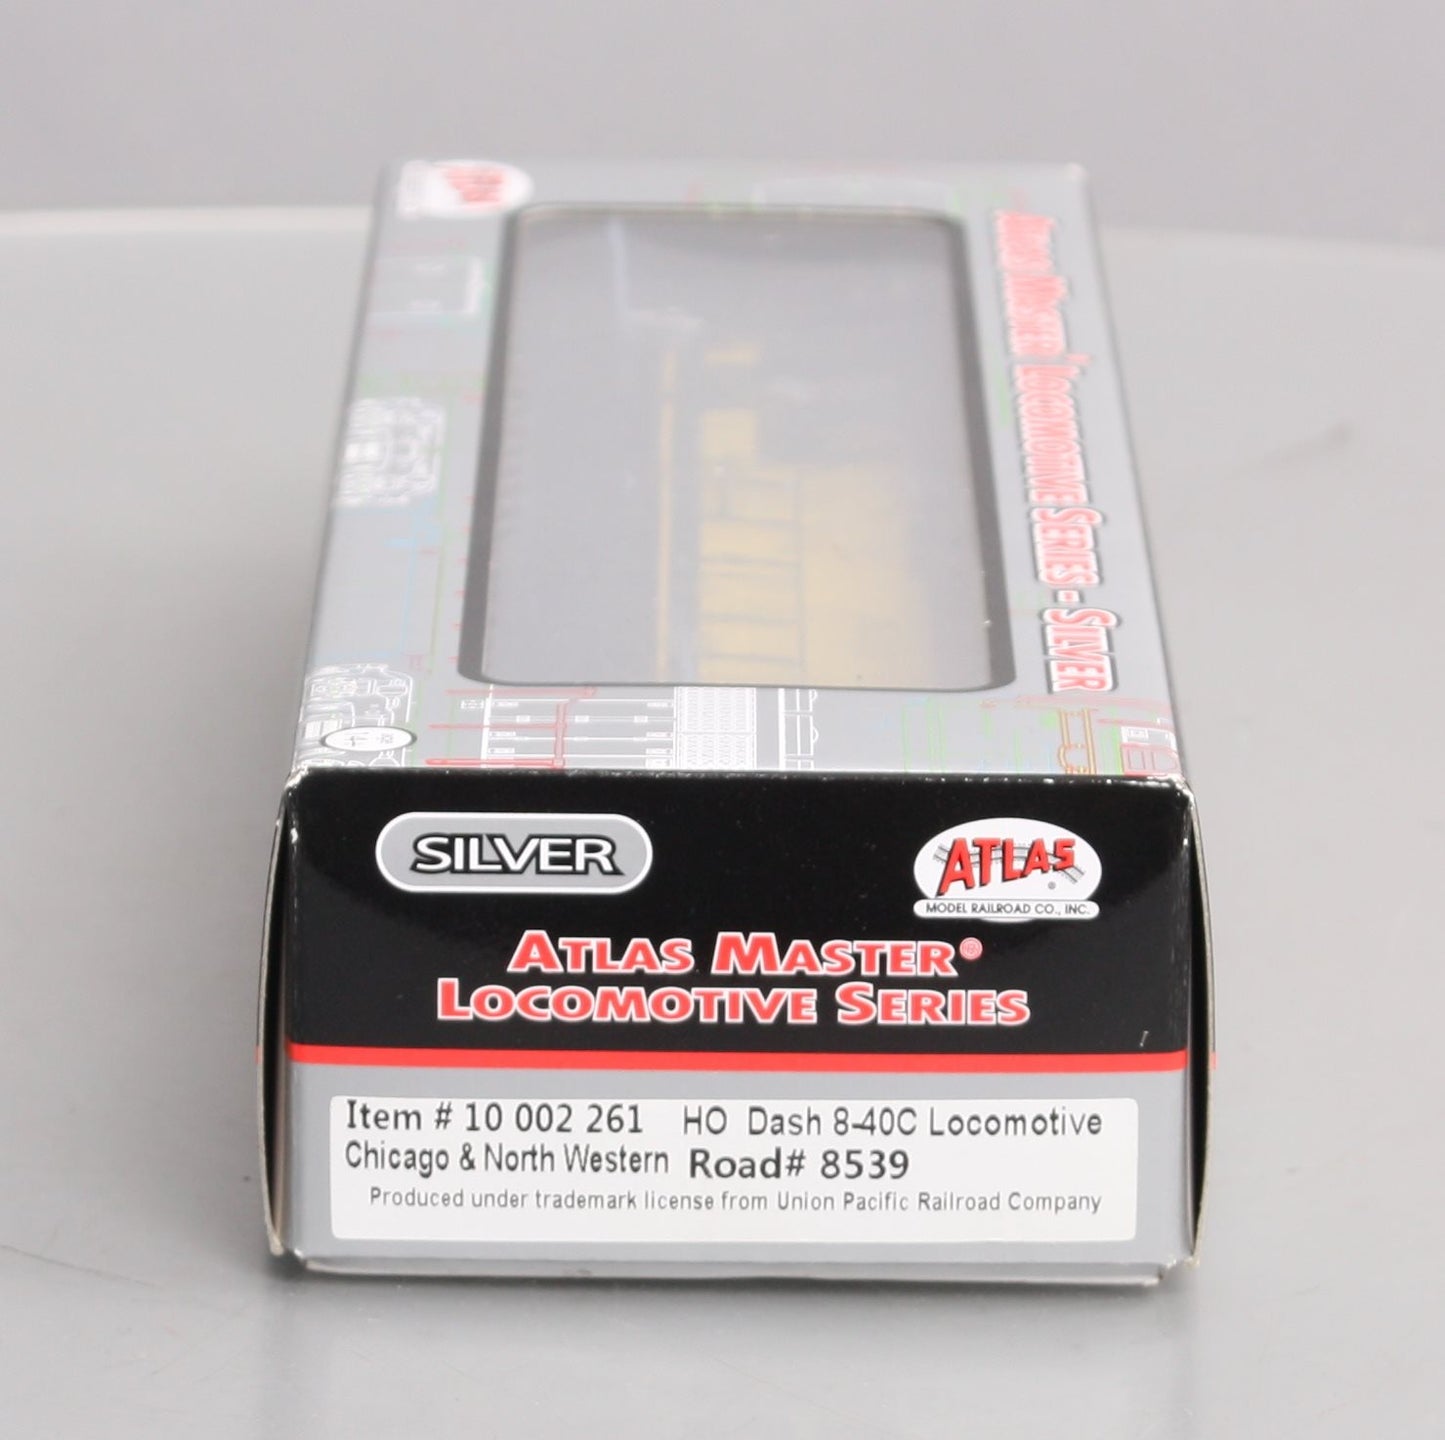 ATLAS MASTER® LOCOMOTIVE SERIES - SILVER
SILVER
ATLAS®
MODEL RAILROAD CO., INC.
ATLAS MASTER®
LOCOMOTIVE SERIES
Item # 10 002 261 HO Dash 8-40C Locomotive
Chicago & North Western Road# 8539
Produced under trademark license from Union Pacific Railroad Company